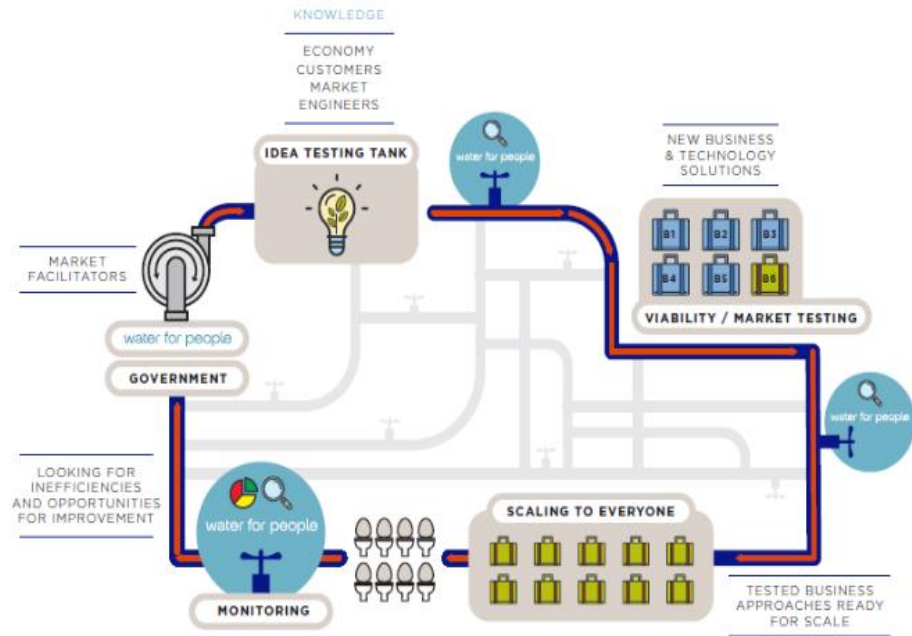 KNOWLEDGE
ECONOMY
CUSTOMERS
MARKET
ENGINEERS
IDEA TESTING TANK
water for people
NEW BUSINESS
& TECHNOLOGY
SOLUTIONS
B1 B2 B3
B4 B5 B6
VIABILITY / MARKET TESTING
MARKET
FACILITATORS
water for people
GOVERNMENT
water for people
LOOKING FOR
INEFFICIENCIES
AND OPPORTUNITIES
FOR IMPROVEMENT
water for people
MONITORING
SCALING TO EVERYONE
TESTED BUSINESS
APPROACHES READY
FOR SCALE